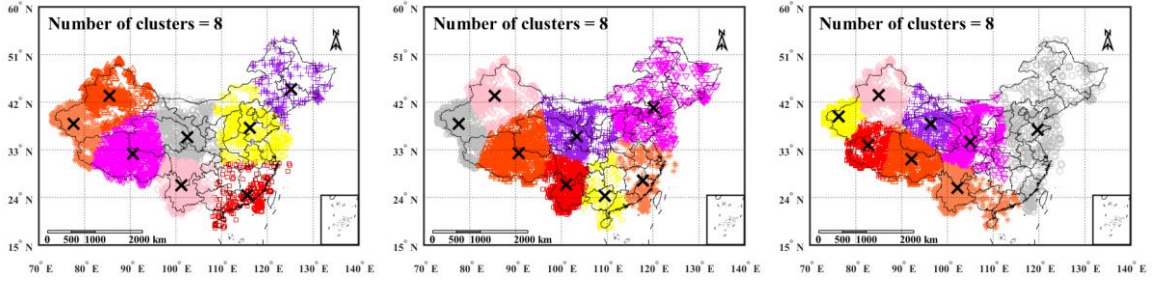 Number of clusters = 8
N
60° N
51° N
42° N
33° N
24° N
15° N
0 500 1000 2000 km
70° E 80° E 90° E 100° E 110° E 120° E 130° E 140° E
Number of clusters = 8
N
60° N
51° N
42° N
33° N
24° N
15° N
0 500 1000 2000 km
70° E 80° E 90° E 100° E 110° E 120° E 130° E 140° E
Number of clusters = 8
N
60° N
51° N
42° N
33° N
24° N
15° N
0 500 1000 2000 km
70° E 80° E 90° E 100° E 110° E 120° E 130° E 140° E